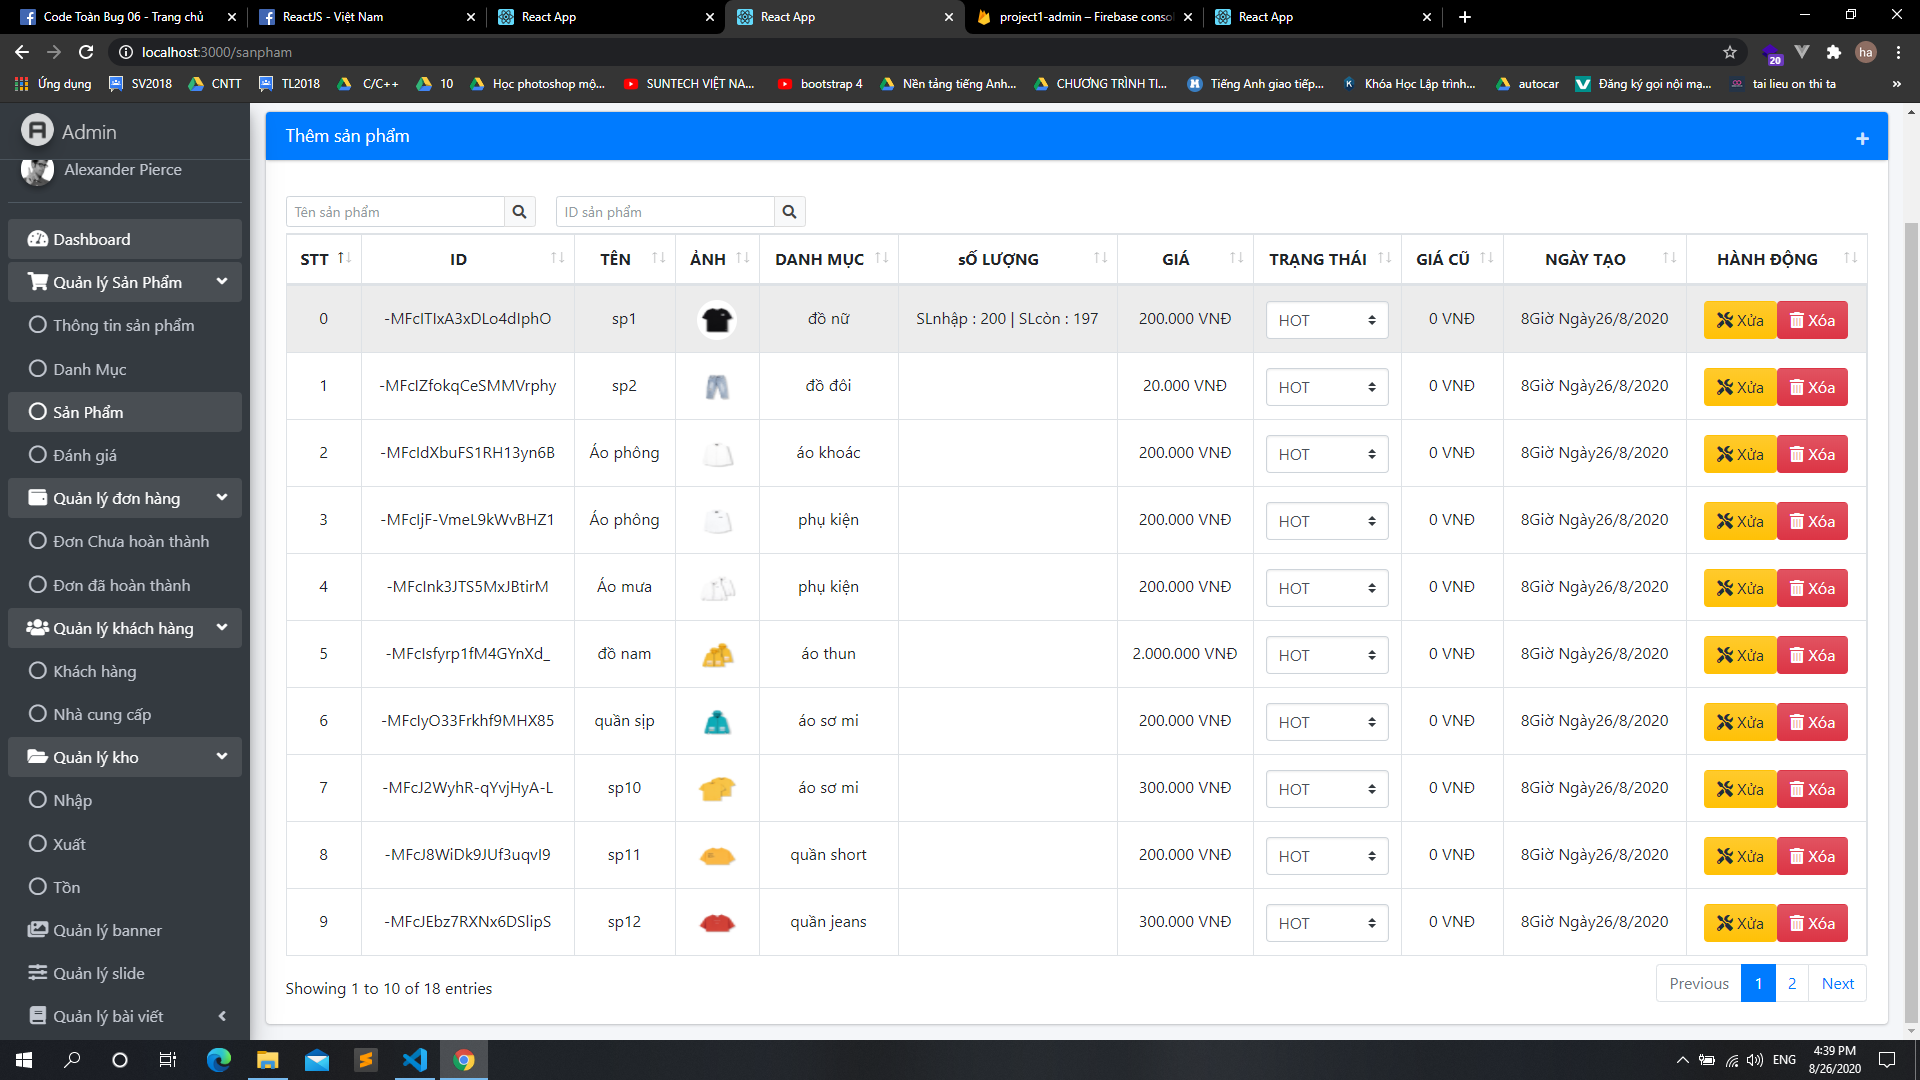 Code Toàn Bug 06 - Trang chủ
ReactJS - Việt Nam
React App
React App
project1-admin – Firebase conso
React App
localhost:3000/sanpham
20
ha
Ứng dụng
SV2018
CNTT
TL2018
C/C++
10
Học photoshop mộ...
SUNTECH VIỆT NA...
bootstrap 4
Nền tảng tiếng Anh...
CHƯƠNG TRÌNH TI...
Tiếng Anh giao tiếp...
Khóa Học Lập trình...
autocar
Đăng ký gọi nội mạ...
tai lieu on thi ta
»
Admin
Alexander Pierce
Dashboard
Quản lý Sản Phẩm
Thông tin sản phẩm
Danh Mục
Sản Phẩm
Đánh giá
Quản lý đơn hàng
Đơn Chưa hoàn thành
Đơn đã hoàn thành
Quản lý khách hàng
Khách hàng
Nhà cung cấp
Quản lý kho
Nhập
Xuất
Tồn
Quản lý banner
Quản lý slide
Quản lý bài viết
Thêm sản phẩm
+
Tên sản phẩm
ID sản phẩm
STT ID TÊN ẢNH DANH MỤC sỐ LƯỢNG GIÁ TRẠNG THÁI GIÁ CŨ NGÀY TẠO HÀNH ĐỘNG
0 -MFcITIxA3xDLo4dIphO sp1 đồ nữ SLnhập : 200 | SLcòn : 197 200.000 VNĐ HOT 0 VNĐ 8Giờ Ngày26/8/2020 Xửa Xóa
1 -MFcIZfokqCeSMMVrphy sp2 đồ đôi 20.000 VNĐ HOT 0 VNĐ 8Giờ Ngày26/8/2020 Xửa Xóa
2 -MFcIdXbuFS1RH13yn6B Áo phông áo khoác 200.000 VNĐ HOT 0 VNĐ 8Giờ Ngày26/8/2020 Xửa Xóa
3 -MFcIjF-VmeL9kWvBHZ1 Áo phông phụ kiện 200.000 VNĐ HOT 0 VNĐ 8Giờ Ngày26/8/2020 Xửa Xóa
4 -MFcInk3JTS5MxJBtirM Áo mưa phụ kiện 200.000 VNĐ HOT 0 VNĐ 8Giờ Ngày26/8/2020 Xửa Xóa
5 -MFcIsfyrp1fM4GYnXd_ đồ nam áo thun 2.000.000 VNĐ HOT 0 VNĐ 8Giờ Ngày26/8/2020 Xửa Xóa
6 -MFcIyO33Frkhf9MHX85 quần sịp áo sơ mi 200.000 VNĐ HOT 0 VNĐ 8Giờ Ngày26/8/2020 Xửa Xóa
7 -MFcJ2WyhR-qYvjHyA-L sp10 áo sơ mi 300.000 VNĐ HOT 0 VNĐ 8Giờ Ngày26/8/2020 Xửa Xóa
8 -MFcJ8WiDk9JUf3uqvI9 sp11 quần short 200.000 VNĐ HOT 0 VNĐ 8Giờ Ngày26/8/2020 Xửa Xóa
9 -MFcJEbz7RXNx6DSlipS sp12 quần jeans 300.000 VNĐ HOT 0 VNĐ 8Giờ Ngày26/8/2020 Xửa Xóa
Showing 1 to 10 of 18 entries
Previous 1 2 Next
ENG
4:39 PM
8/26/2020